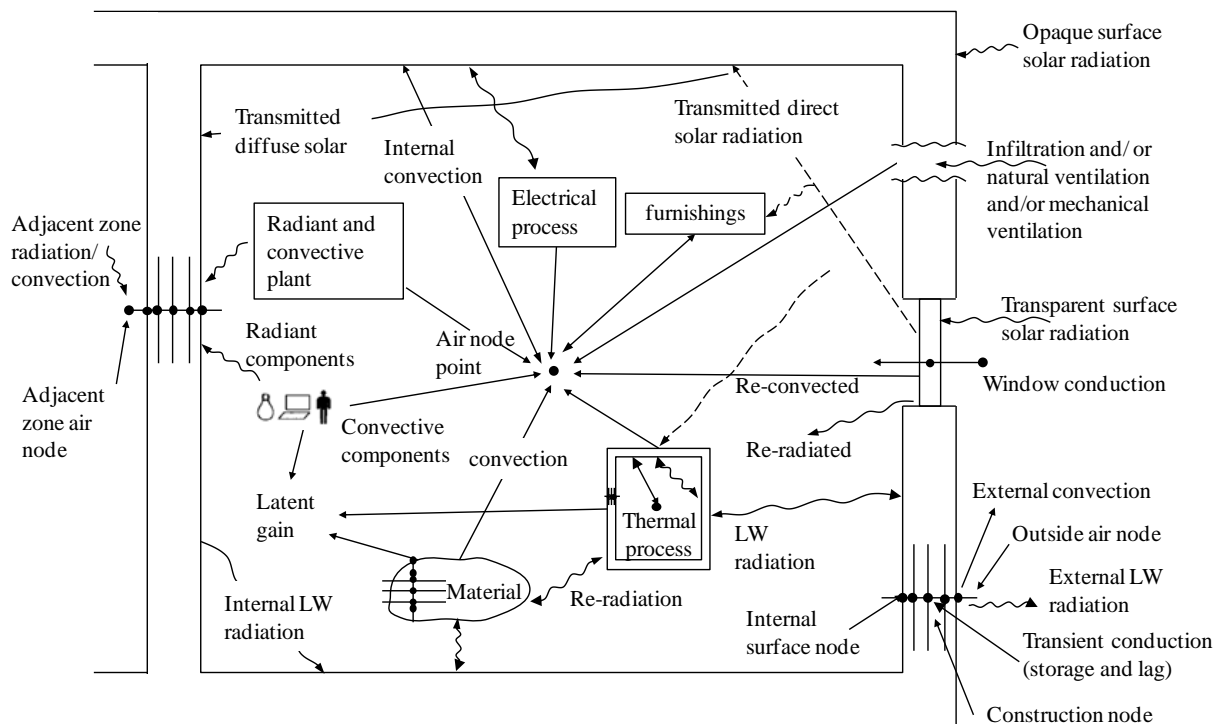 Opaque surface
solar radiation
Transmitted
diffuse solar
Internal
convection
Transmitted direct
solar radiation
Infiltration and/ or
natural ventilation
and/or mechanical
ventilation
Electrical
process
furnishings
Adjacent zone
radiation/
convection
Radiant and
convective
plant
Transparent surface
solar radiation
Radiant
components
Air node
point
Re-convected
Window conduction
Adjacent
zone air
node
Convective
components
convection
Re-radiated
Latent
gain
Thermal
process
LW
radiation
External convection
Outside air node
External LW
radiation
Material
Re-radiation
Internal LW
radiation
Internal
surface node
Transient conduction
(storage and lag)
Construction node